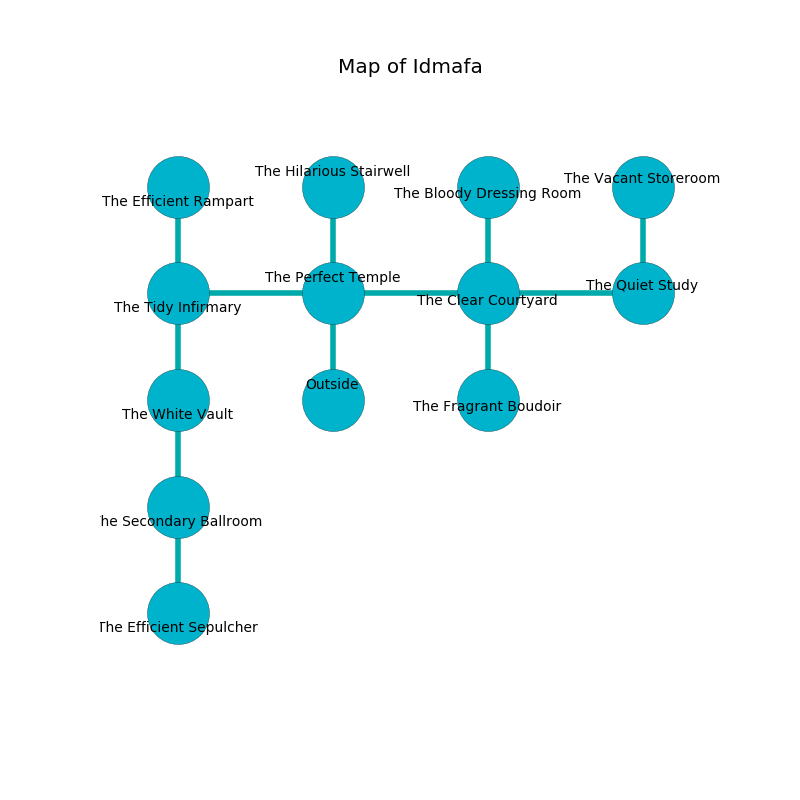 Map of Idmafa
The Hilarious Stairwell
The Vacant Storeroom
The Bloody Dressing Room
The Efficient Rampart
The Perfect Temple
The Quiet Study
The Clear Courtyard
The Tidy Infirmary
Outside
The Fragrant Boudoir
The White Vault
he Secondary Ballroom
The Efficient Sepulcher